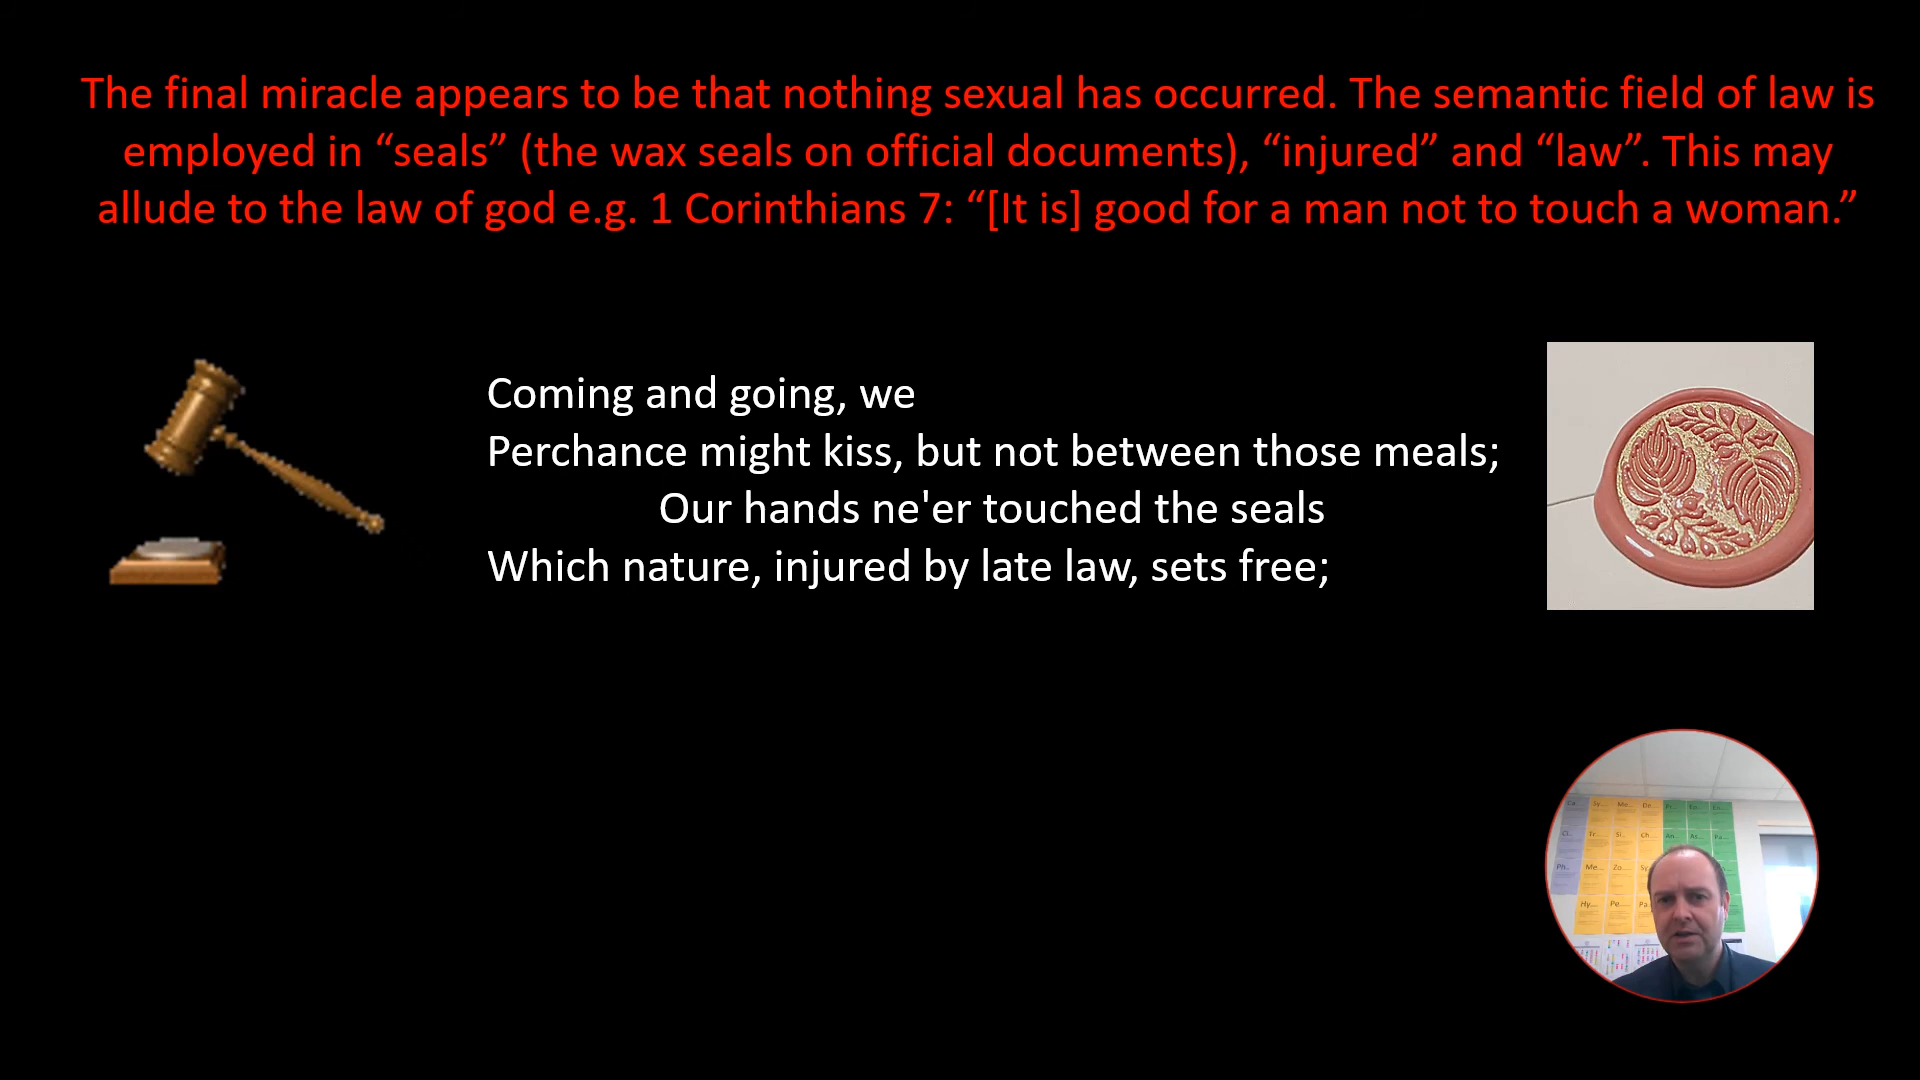 The final miracle appears to be that nothing sexual has occurred. The semantic field of law is
employed in “seals” (the wax seals on official documents), “injured” and “law”. This may
allude to the law of god e.g. 1 Corinthians 7: “[It is] good for a man not to touch a woman.”
Coming and going, we
Perchance might kiss, but not between those meals;
Our hands ne'er touched the seals
Which nature, injured by late law, sets free;